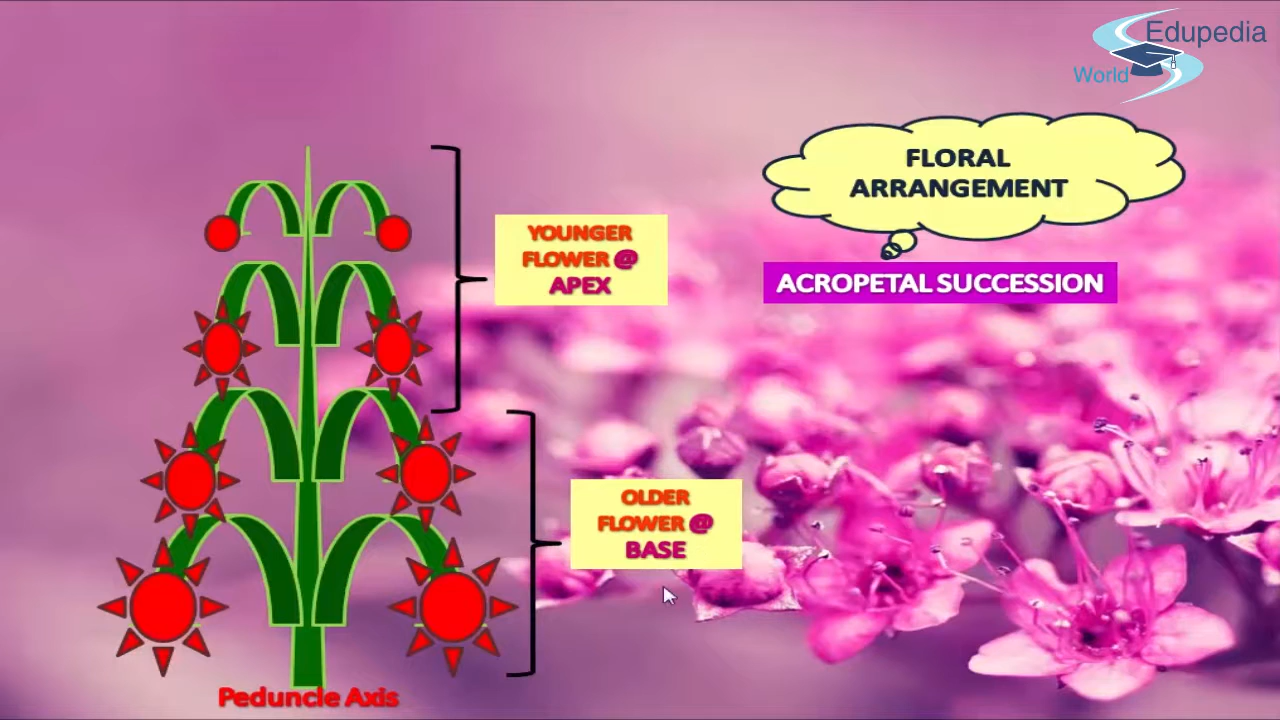 Edupedia
World
FLORAL
ARRANGEMENT
ACROPETAL SUCCESSION
YOUNGER
FLOWER @
APEX
OLDER
FLOWER @
BASE
Peduncle Axis